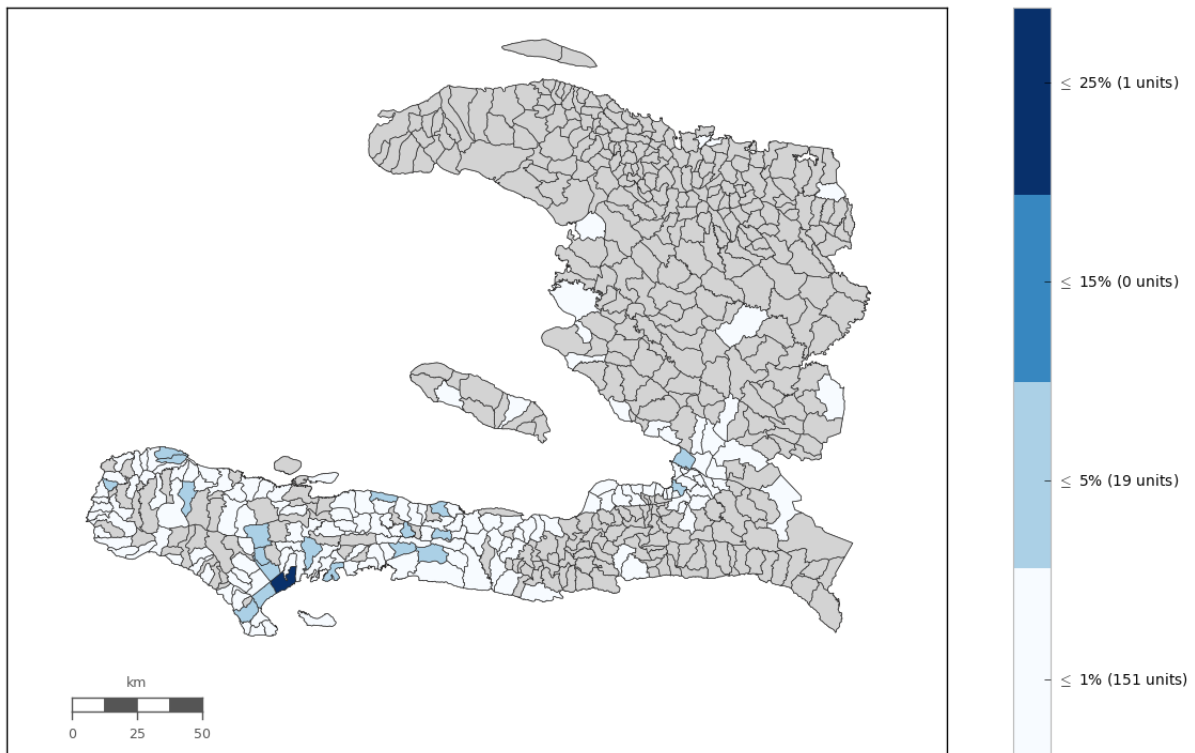 ≤ 25% (1 units)
≤ 15% (0 units)
≤ 5% (19 units)
≤ 1% (151 units)
km
0 25 50